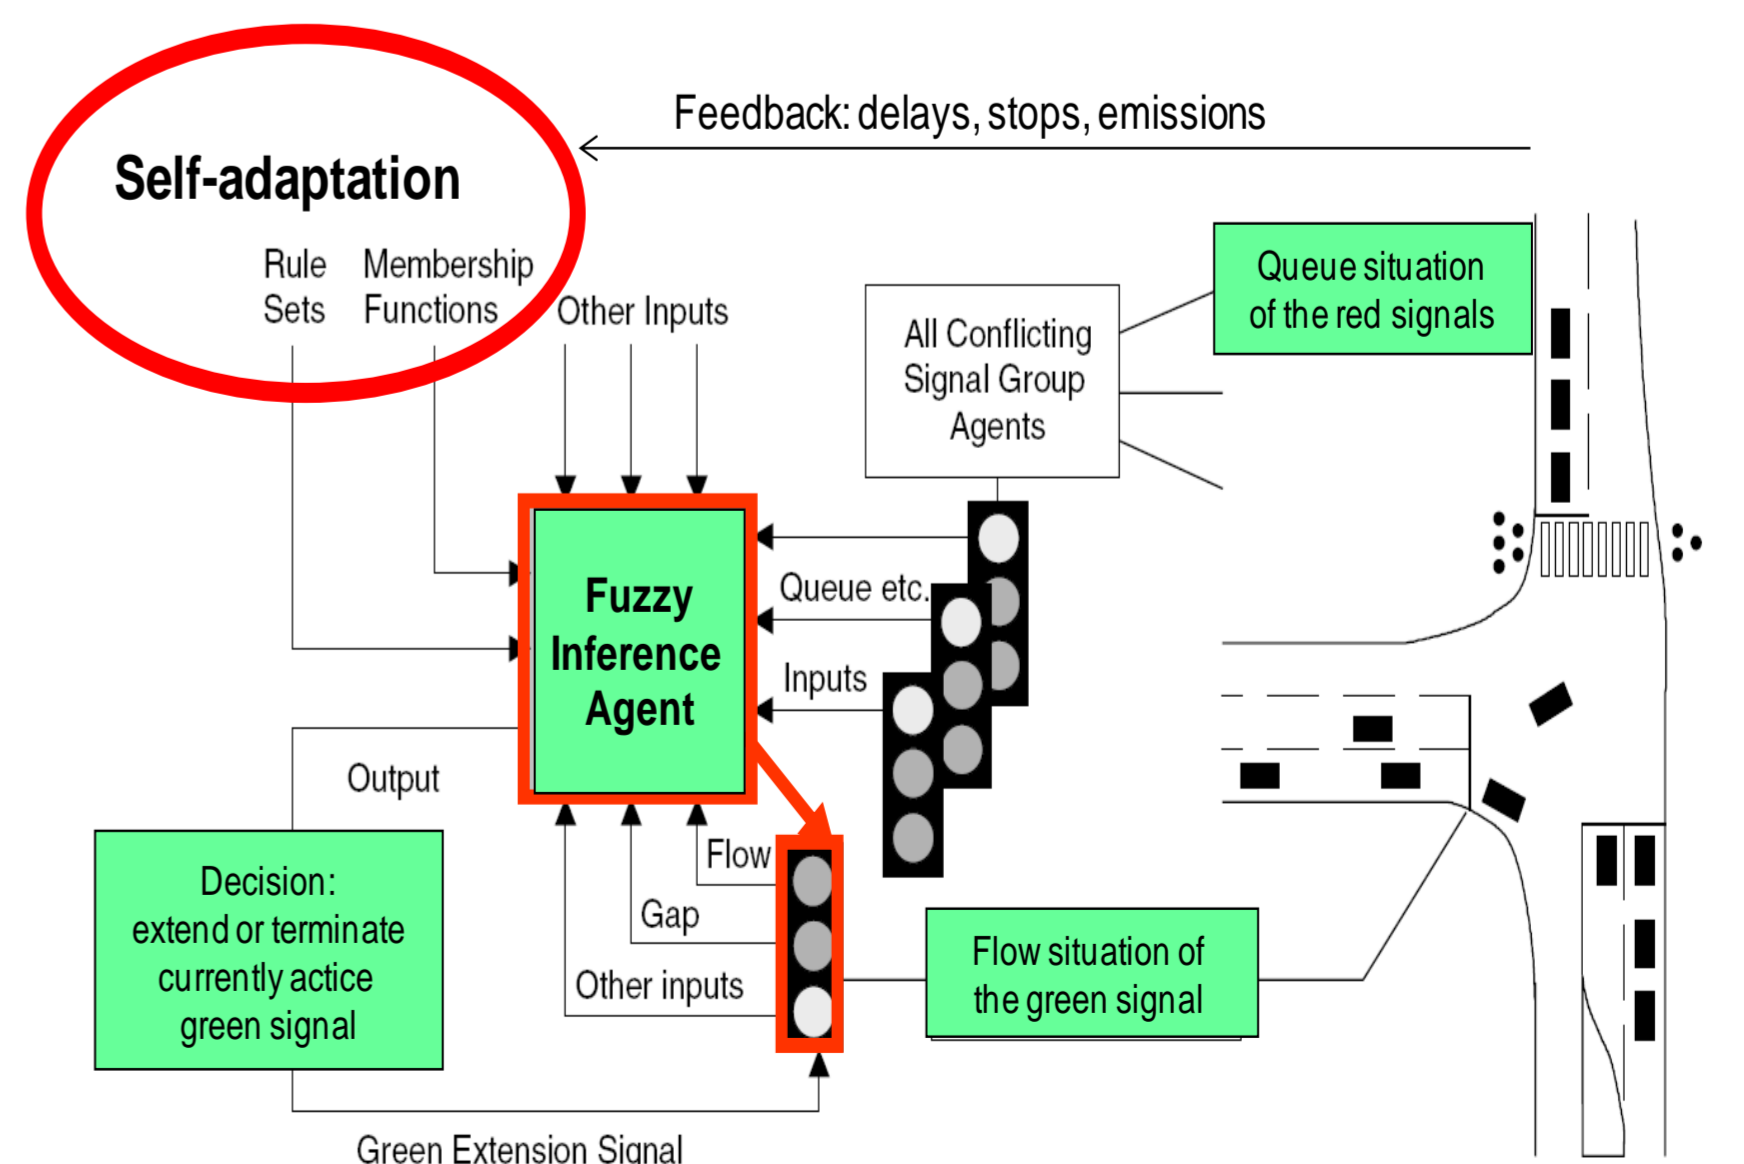 Feedback: delays, stops, emissions
Self-adaptation
Rule
Sets
Membership
Functions
Other Inputs
All Conflicting
Signal Group
Agents
Queue situation
of the red signals
Fuzzy
Inference
Agent
Queue etc.
Inputs
Output
Flow
Gap
Other inputs
Decision:
extend or terminate
currently actice
green signal
Flow situation of
the green signal
Green Extension Signal